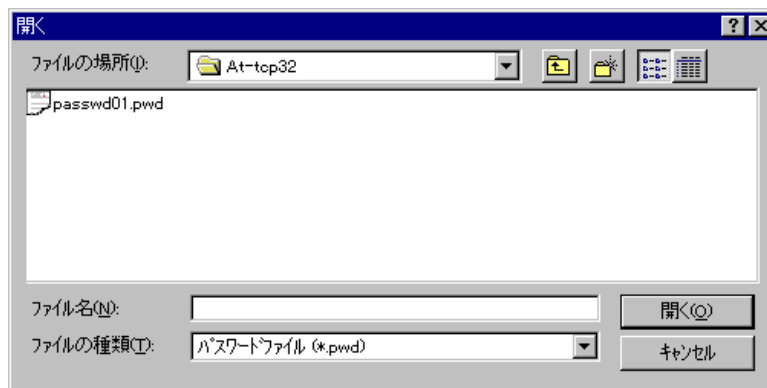 開く
ファイルの場所(I):
At-tcp32
passwd01.pwd
ファイル名(N):
開く(O)
ファイルの種類(T):
パスワードファイル (*.pwd)
キャンセル